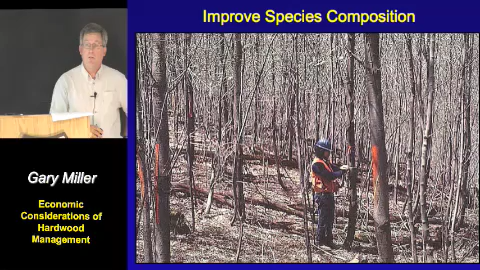 Improve Species Composition
Gary Miller
Economic
Considerations of
Hardwood
Management